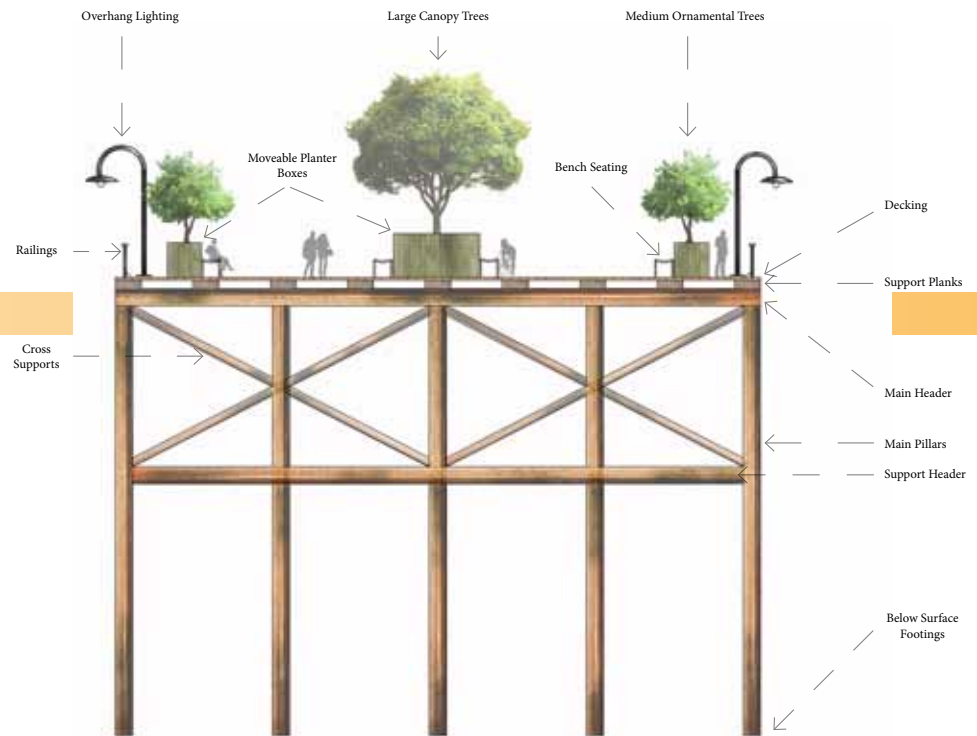 Overhang Lighting
Large Canopy Trees
Medium Ornamental Trees
Moveable Planter
Boxes
Bench Seating
Decking
Railings
Support Planks
Cross
Supports
Main Header
Main Pillars
Support Header
Below Surface
Footings